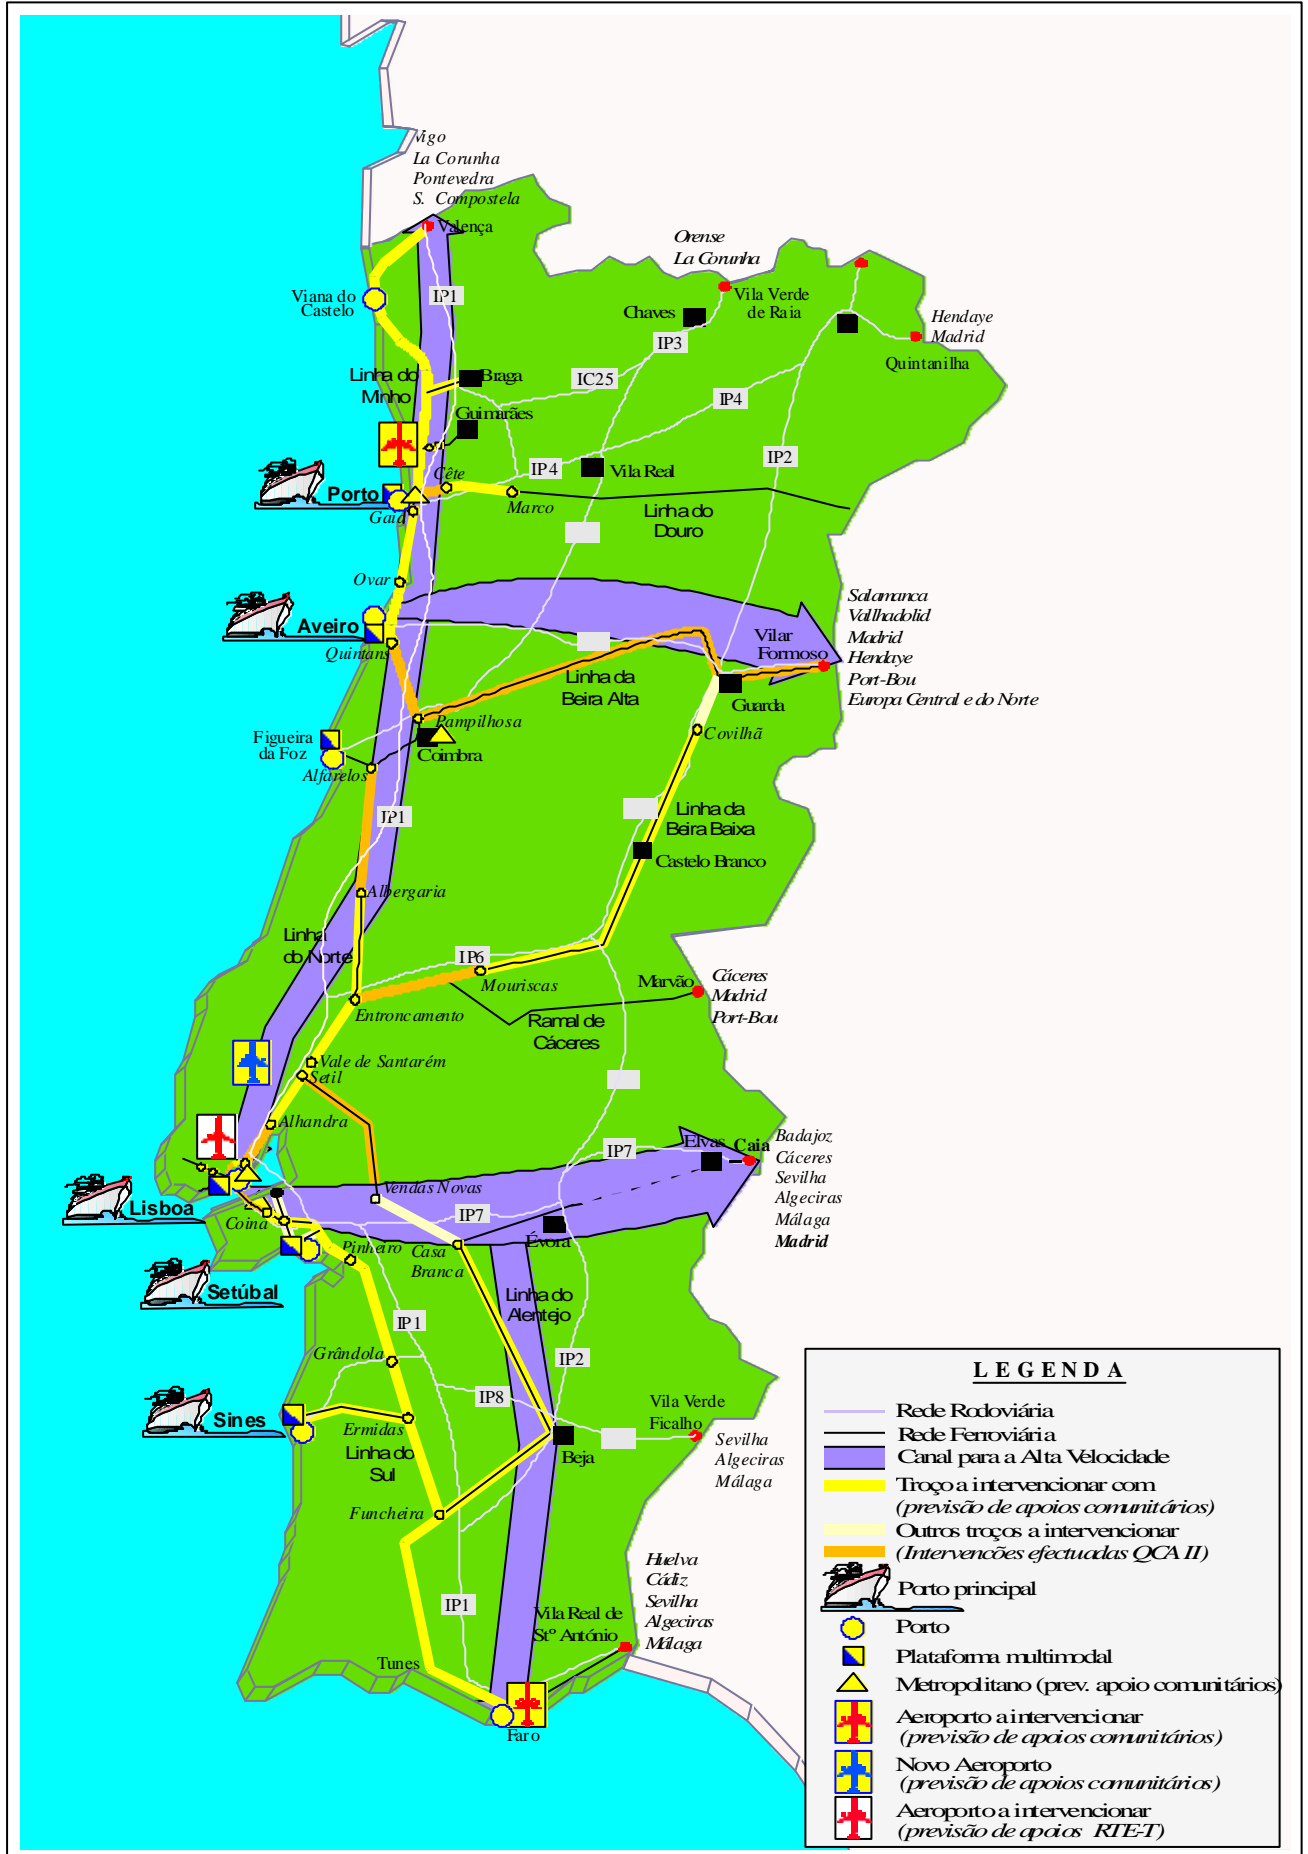 Vigo
La Corunha
Pontevedra
S. Compostela
Valença
Orense
La Corunha
Viana do
Castelo
IP1
Chaves
Vila Verde
de Raia
Hendaye
Madrid
IP3
Quintanilha
Linha do
Minho
Braga
IC25
IP4
Guimarães
IP4
Vila Real
IP2
Cête
Porto
Marco
Gaia
Linha do
Douro
Ovar
Aveiro
Quintans
Vilar
Formoso
Salamanca
Vallhadolid
Madrid
Hendaye
Port-Bou
Europa Central e do Norte
Linha da
Beira Alta
Guarda
Pampilhosa
Covilhã
Figueira
da Foz
Coimbra
Alfarelos
IP1
Linha da
Beira Baixa
Castelo Branco
Albergaria
Linha
do Norte
IP6
Mouriscas
Marvão
Cáceres
Madrid
Port-Bou
Entroncamento
Ramal de
Cáceres
Vale de Santarém
Setil
Alhandra
IP7
Elvas
Caia
Badajoz
Cáceres
Sevilha
Algeciras
Málaga
Madrid
Vendas Novas
Lisboa
Coina
IP7
Évora
Pinheiro
Casa
Branca
Setúbal
Linha do
Alentejo
IP1
Grândola
IP2
IP8
Vila Verde
Ficalho
Sines
Ermidas
Linha do
Sul
Beja
Sevilha
Algeciras
Málaga
Funcheira
Huelva
Cádiz
Sevilha
Algeciras
Málaga
IP1
Vila Real de
Stº António
Tunes
Faro
LEGENDA
Rede Rodoviária
Rede Ferroviária
Canal para a Alta Velocidade
Troço a intervencionar com
(previsão de apoios comunitários)
Outros troços a intervencionar
(Intervencões efectuadas QCA II)
Porto principal
Porto
Plataforma multimodal
Metropolitano (prev. apoio comunitários)
Aeroporto a intervencionar
(previsão de apoios comunitários)
Novo Aeroporto
(previsão de apoios comunitários)
Aeroporto a intervencionar
(previsão de apoios RTE-T)